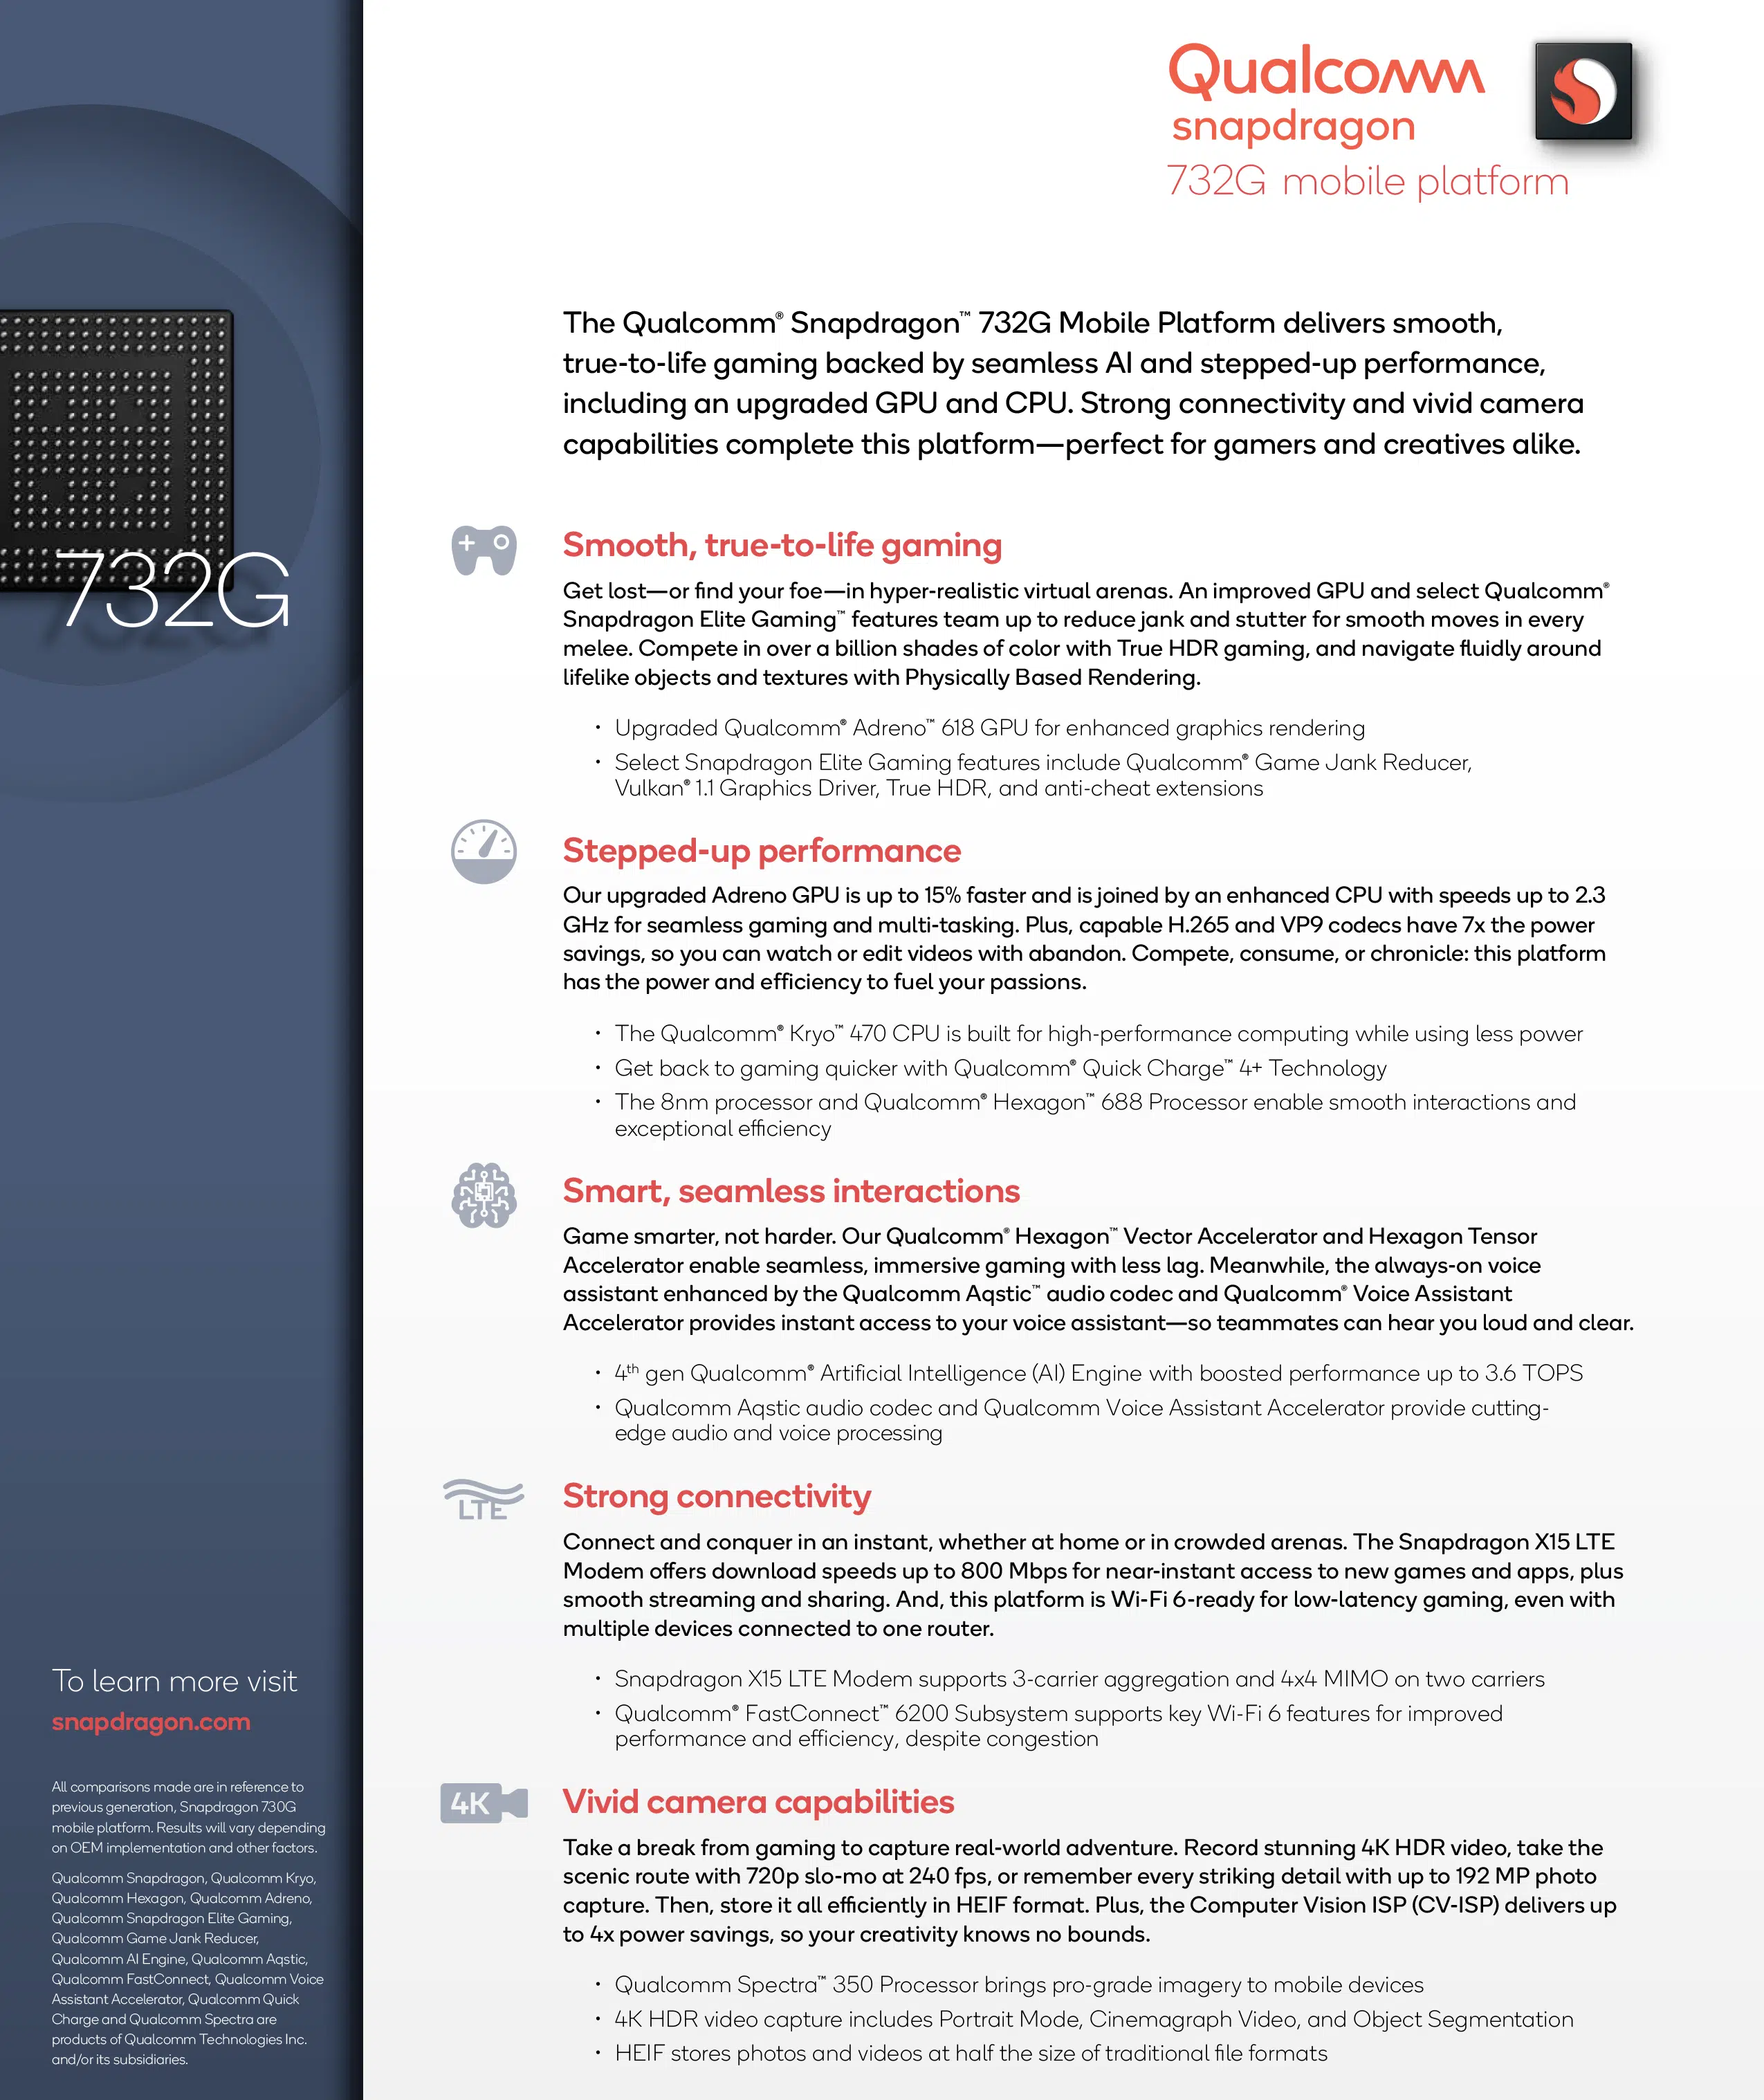 Qualcomm
snapdragon
732G mobile platform
The Qualcomm® Snapdragon™ 732G Mobile Platform delivers smooth,
true-to-life gaming backed by seamless AI and stepped-up performance,
including an upgraded GPU and CPU. Strong connectivity and vivid camera
capabilities complete this platform—perfect for gamers and creatives alike.
732G
Smooth, true-to-life gaming
Get lost—or find your foe—in hyper-realistic virtual arenas. An improved GPU and select Qualcomm®
Snapdragon Elite Gaming™ features team up to reduce jank and stutter for smooth moves in every
melee. Compete in over a billion shades of color with True HDR gaming, and navigate fluidly around
lifelike objects and textures with Physically Based Rendering.
• Upgraded Qualcomm® Adreno™ 618 GPU for enhanced graphics rendering
• Select Snapdragon Elite Gaming features include Qualcomm® Game Jank Reducer,
Vulkan® 1.1 Graphics Driver, True HDR, and anti-cheat extensions
Stepped-up performance
Our upgraded Adreno GPU is up to 15% faster and is joined by an enhanced CPU with speeds up to 2.3
GHz for seamless gaming and multi-tasking. Plus, capable H.265 and VP9 codecs have 7x the power
savings, so you can watch or edit videos with abandon. Compete, consume, or chronicle: this platform
has the power and efficiency to fuel your passions.
• The Qualcomm® Kryo™ 470 CPU is built for high-performance computing while using less power
• Get back to gaming quicker with Qualcomm® Quick Charge™ 4+ Technology
• The 8nm processor and Qualcomm® Hexagon™ 688 Processor enable smooth interactions and
exceptional efficiency
Smart, seamless interactions
Game smarter, not harder. Our Qualcomm® Hexagon™ Vector Accelerator and Hexagon Tensor
Accelerator enable seamless, immersive gaming with less lag. Meanwhile, the always-on voice
assistant enhanced by the Qualcomm Aqstic™ audio codec and Qualcomm® Voice Assistant
Accelerator provides instant access to your voice assistant—so teammates can hear you loud and clear.
• 4th gen Qualcomm® Artificial Intelligence (AI) Engine with boosted performance up to 3.6 TOPS
• Qualcomm Aqstic audio codec and Qualcomm Voice Assistant Accelerator provide cutting-
edge audio and voice processing
LTE
Strong connectivity
Connect and conquer in an instant, whether at home or in crowded arenas. The Snapdragon X15 LTE
Modem offers download speeds up to 800 Mbps for near-instant access to new games and apps, plus
smooth streaming and sharing. And, this platform is Wi-Fi 6-ready for low-latency gaming, even with
multiple devices connected to one router.
• Snapdragon X15 LTE Modem supports 3-carrier aggregation and 4x4 MIMO on two carriers
• Qualcomm® FastConnect™ 6200 Subsystem supports key Wi-Fi 6 features for improved
performance and efficiency, despite congestion
4K
Vivid camera capabilities
Take a break from gaming to capture real-world adventure. Record stunning 4K HDR video, take the
scenic route with 720p slo-mo at 240 fps, or remember every striking detail with up to 192 MP photo
capture. Then, store it all efficiently in HEIF format. Plus, the Computer Vision ISP (CV-ISP) delivers up
to 4x power savings, so your creativity knows no bounds.
• Qualcomm Spectra™ 350 Processor brings pro-grade imagery to mobile devices
• 4K HDR video capture includes Portrait Mode, Cinemagraph Video, and Object Segmentation
• HEIF stores photos and videos at half the size of traditional file formats
To learn more visit
snapdragon.com
All comparisons made are in reference to
previous generation, Snapdragon 730G
mobile platform. Results will vary depending
on OEM implementation and other factors.
Qualcomm Snapdragon, Qualcomm Kryo,
Qualcomm Hexagon, Qualcomm Adreno,
Qualcomm Snapdragon Elite Gaming,
Qualcomm Game Jank Reducer,
Qualcomm AI Engine, Qualcomm Aqstic,
Qualcomm FastConnect, Qualcomm Voice
Assistant Accelerator, Qualcomm Quick
Charge and Qualcomm Spectra are
products of Qualcomm Technologies Inc.
and/or its subsidiaries.